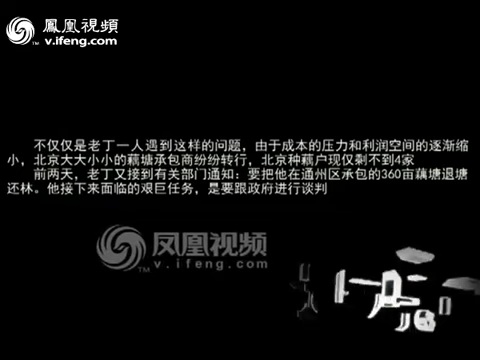 鳳凰視頻
v.ifeng.com
不仅仅是老丁一人遇到这样的问题，由于成本的压力和利润空间的逐渐缩
小，北京大大小小的藕塘承包商纷纷转行，北京种藕户现仅剩不到4家
前两天，老丁又接到有关部门通知：要把他在通州区承包的360亩藕塘退塘
还林。他接下来面临的艰巨任务，是要跟政府进行谈判
凤凰视频
v.ifeng.com